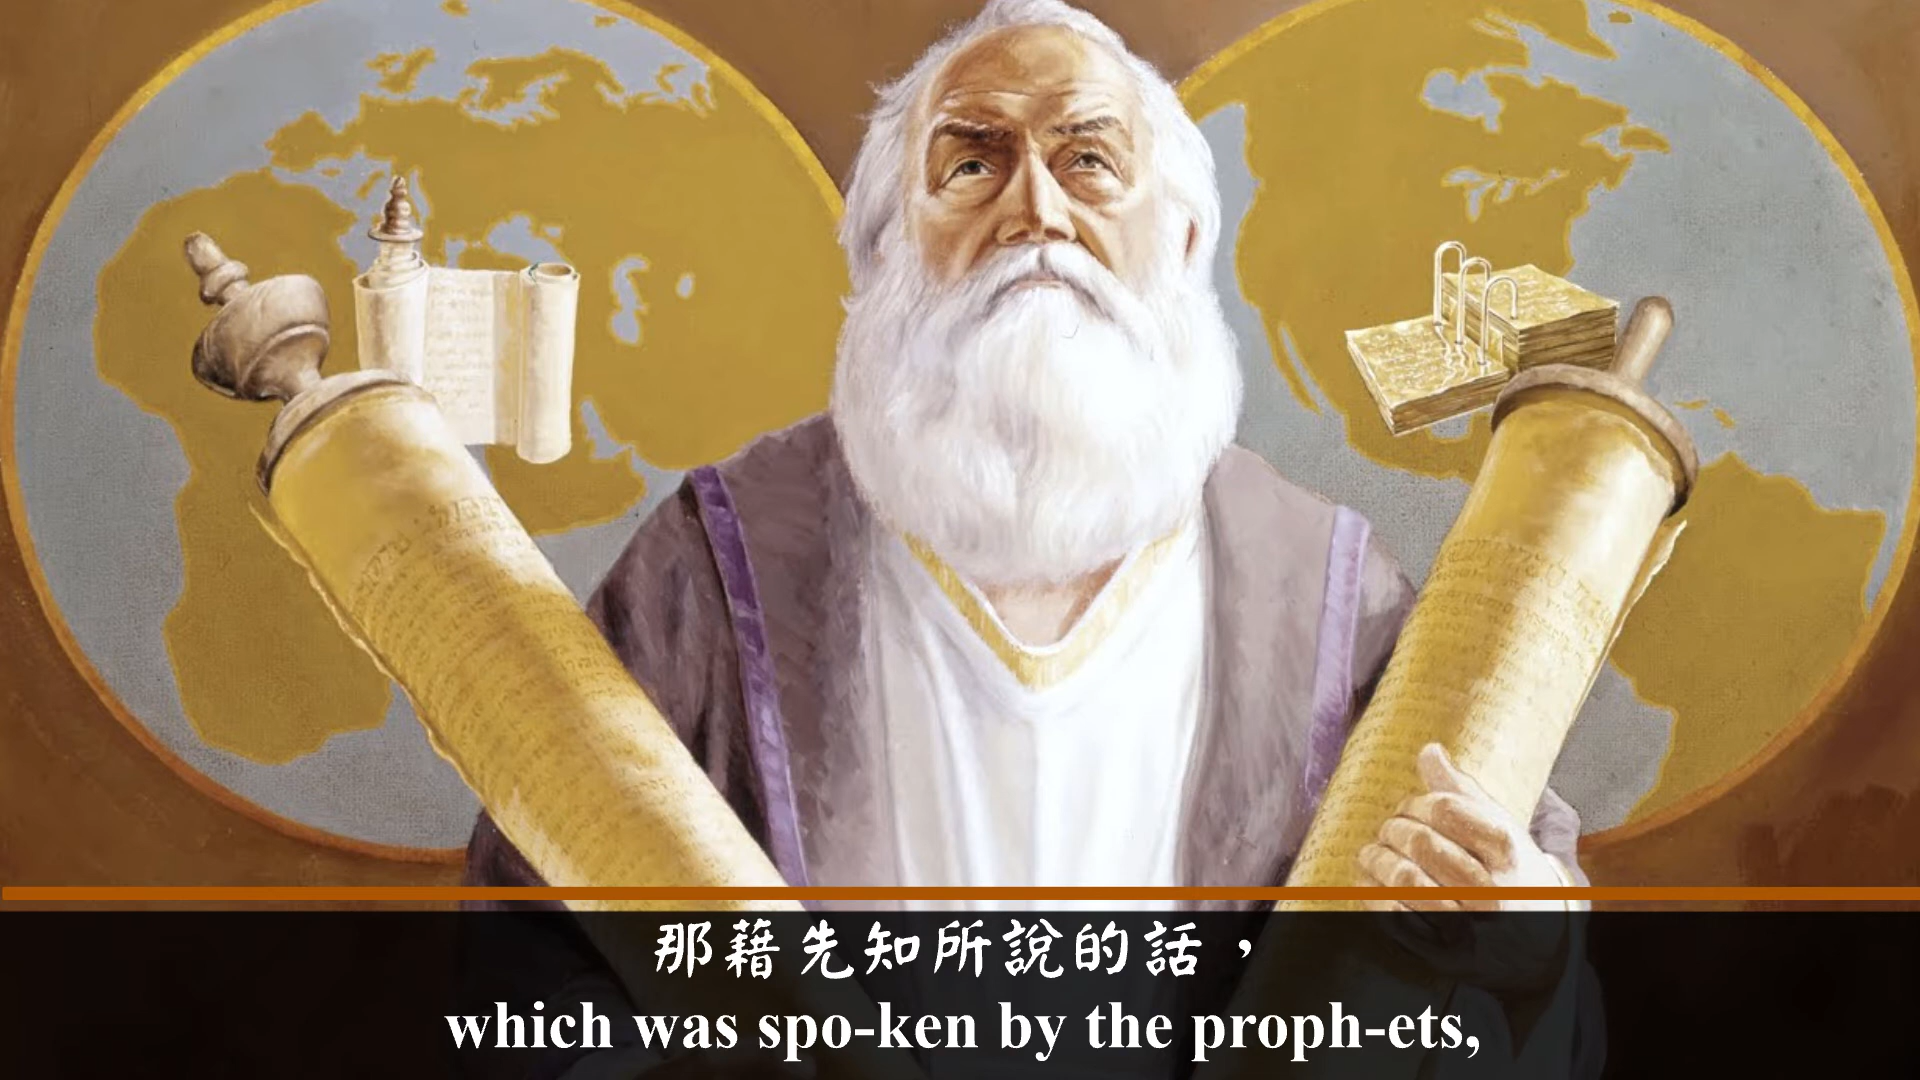 那藉先知所說的話，
which was spo-ken by the proph-ets,